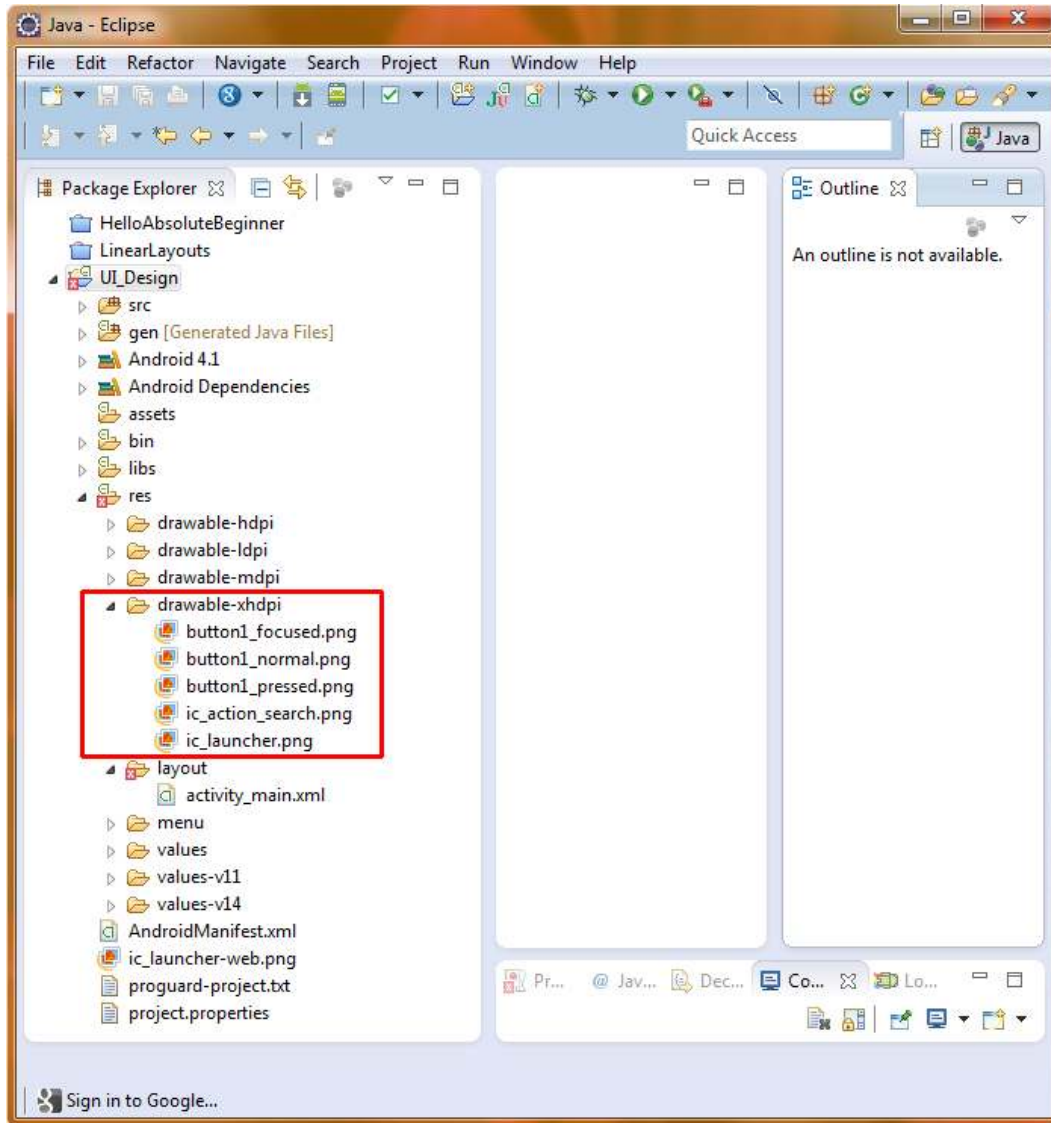 Java - Eclipse
File Edit Refactor Navigate Search Project Run Window Help
Quick Access
Java
Package Explorer
HelloAbsoluteBeginner
LinearLayouts
UI_Design
src
gen [Generated Java Files]
Android 4.1
Android Dependencies
assets
bin
libs
res
drawable-hdpi
drawable-ldpi
drawable-mdpi
drawable-xhdpi
button1_focused.png
button1_normal.png
button1_pressed.png
ic_action_search.png
ic_launcher.png
layout
activity_main.xml
menu
values
values-v11
values-v14
AndroidManifest.xml
ic_launcher-web.png
proguard-project.txt
project.properties
Outline
An outline is not available.
Pr... @ Jav... Dec... Co... Lo...
Sign in to Google...